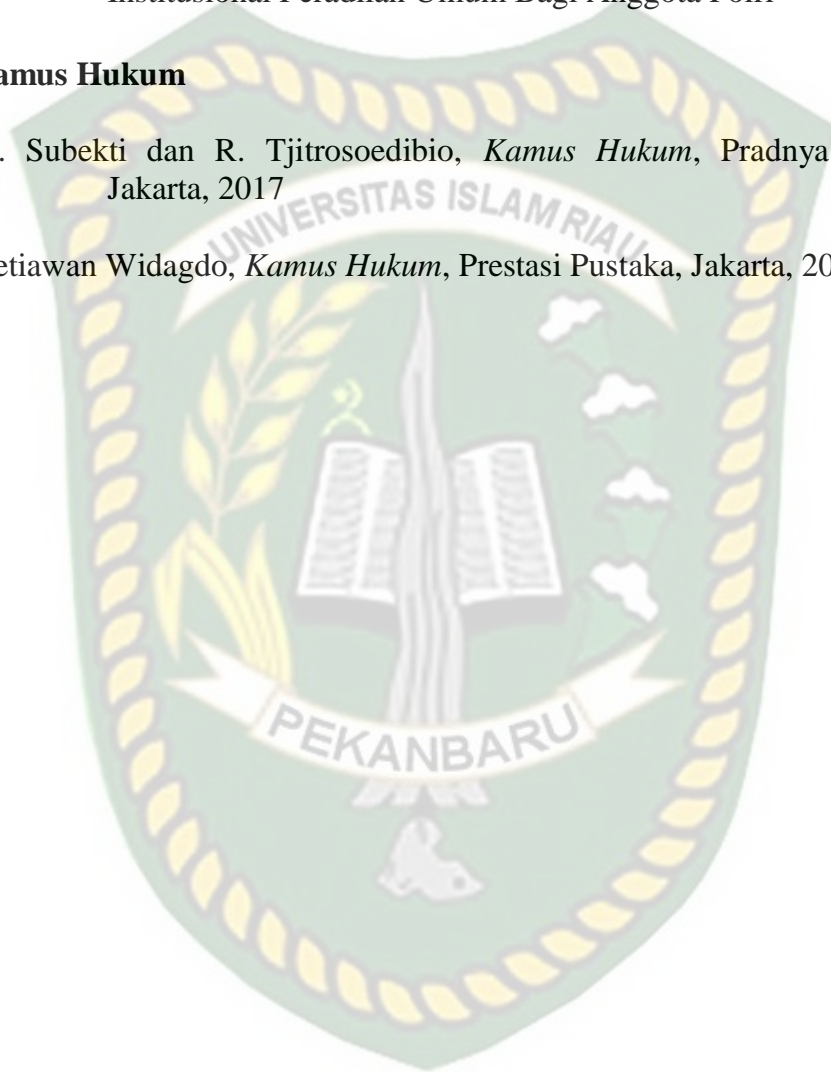 Institusional Peradilan Umum Bagi Anggota Polri
amus Hukum
. Subekti dan R. Tjitrosoedibio, Kamus Hukum, Pradnya
Jakarta, 2017
etiawan Widagdo, Kamus Hukum, Prestasi Pustaka, Jakarta, 20
UNIVERSITAS ISLAM RIAU
PEKANBARU